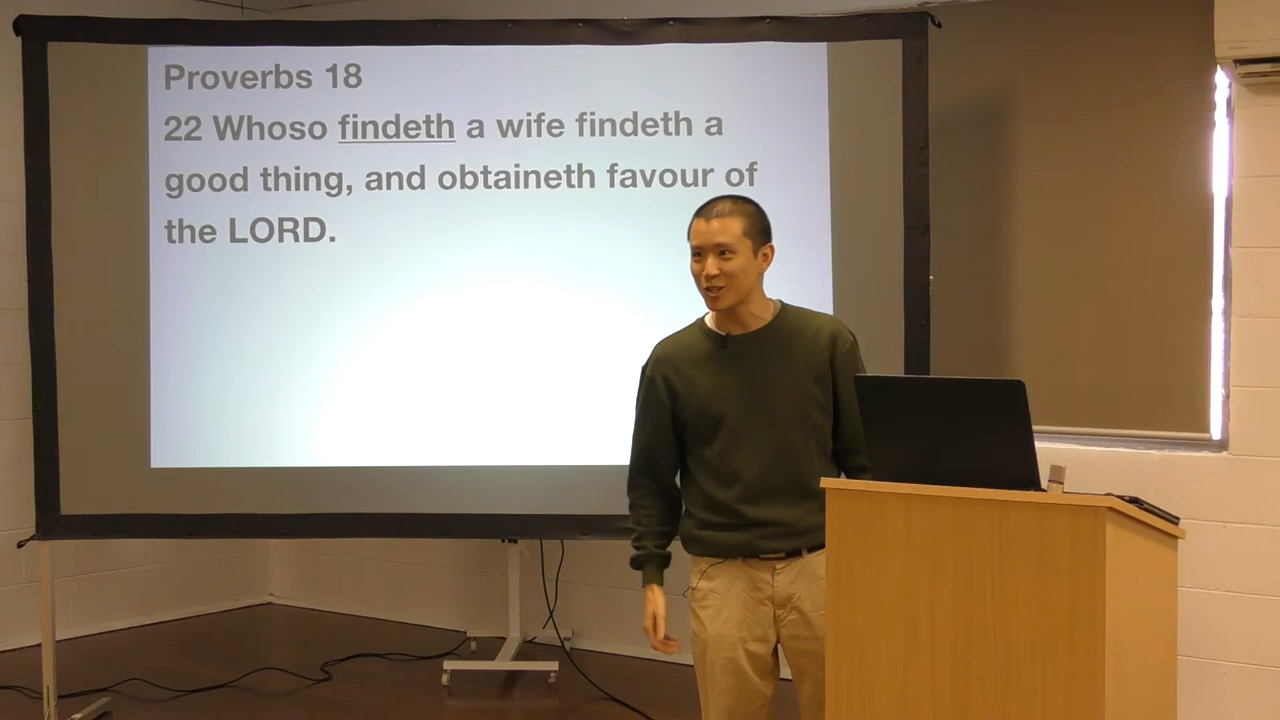 Proverbs 18
22 Whoso findeth a wife findeth a
good thing, and obtaineth favour of
the LORD.